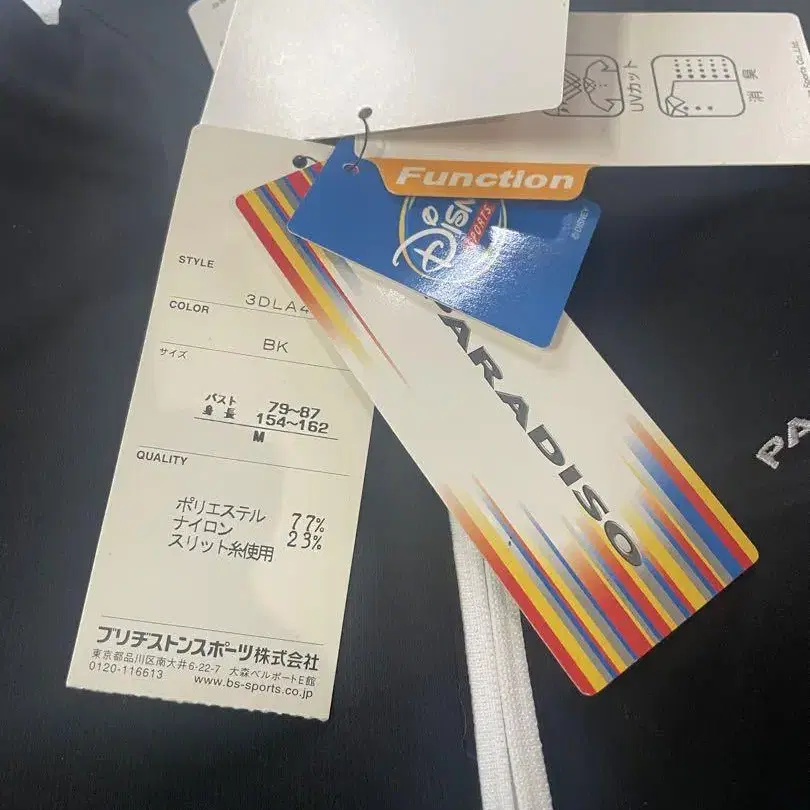 UVカット
消臭
Sports Co., Ltd.
Function
Disney
SPORTS
©DISNEY
PARADISO
STYLE
3DLA4
COLOR
BK
サイズ
バスト 79~87
身長 154~162
M
QUALITY
ポリエステル 77%
ナイロン 23%
スリット糸使用
ブリヂストンスポーツ株式会社
東京都品川区南大井6-22-7 大森ベルポートE館
0120-116613 www.bs-sports.co.jp
PA